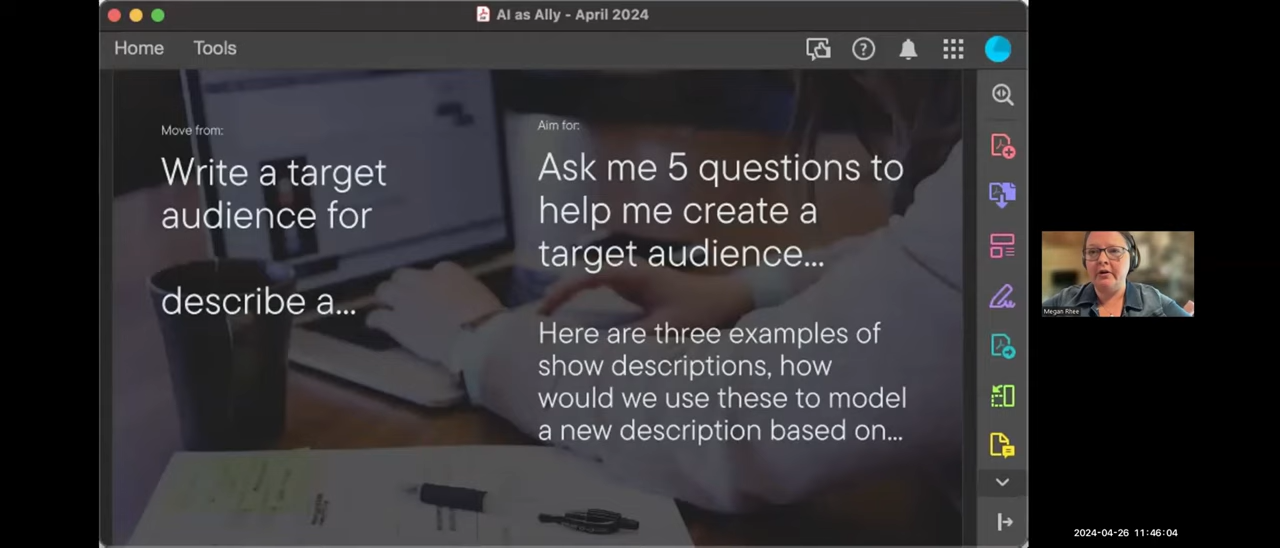 AI as Ally - April 2024
Home Tools
Move from:
Write a target
audience for
describe a...
Aim for:
Ask me 5 questions to
help me create a
target audience...
Here are three examples of
show descriptions, how
would we use these to model
a new description based on...
Megan Rhee
2024-04-26 11:46:04